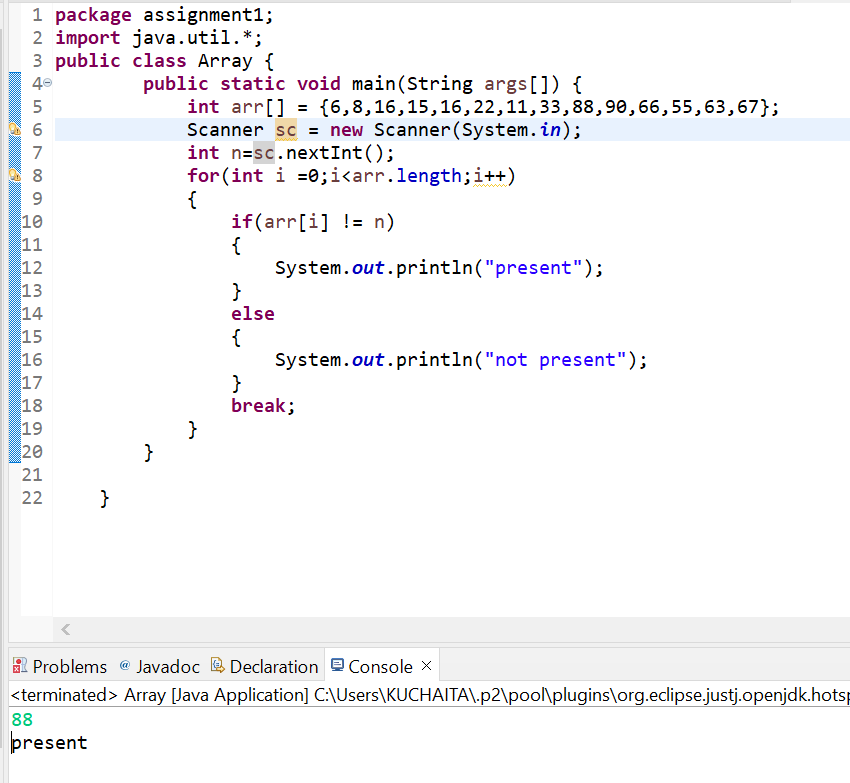 1 package assignment1;
2 import java.util.*;
3 public class Array {
4 public static void main(String args[]) {
5 int arr[] = {6,8,16,15,16,22,11,33,88,90,66,55,63,67};
6 Scanner sc = new Scanner(System.in);
7 int n=sc.nextInt();
8 for(int i =0;i<arr.length;i++)
9 {
10 if(arr[i] != n)
11 {
12 System.out.println("present");
13 }
14 else
15 {
16 System.out.println("not present");
17 }
18 break;
19 }
20 }
21
22 }
Problems @ Javadoc Declaration Console ×
<terminated> Array [Java Application] C:\Users\KUCHAITA\.p2\pool\plugins\org.eclipse.justj.openjdk.hotsp
88
present